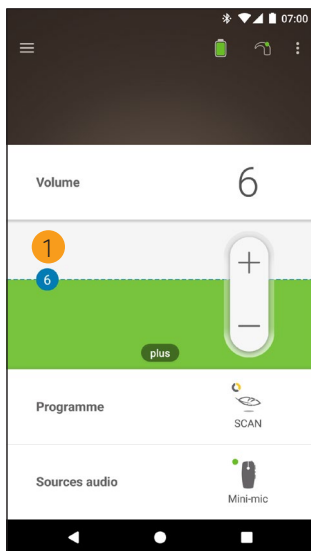 07:00
Volume
6
1
6
plus
Programme
SCAN
Sources audio
Mini-mic